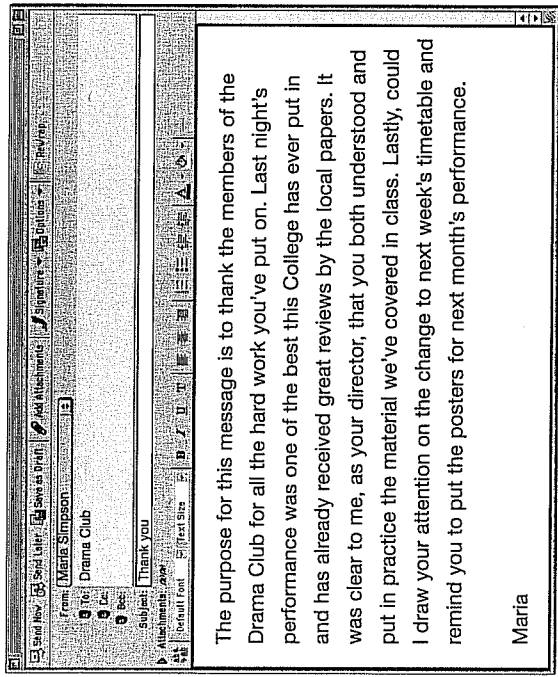 Send Now Send Later Save as Draft Add Attachments Signature Options Rewrap
From: Maria Simpson
To: Drama Club
Cc:
Bcc:
Subject: Thank you
Attachments: none
Default Font Text Size B I U T
The purpose for this message is to thank the members of the
Drama Club for all the hard work you've put on. Last night's
performance was one of the best this College has ever put in
and has already received great reviews by the local papers. It
was clear to me, as your director, that you both understood and
put in practice the material we've covered in class. Lastly, could
I draw your attention on the change to next week's timetable and
remind you to put the posters for next month's performance.
Maria